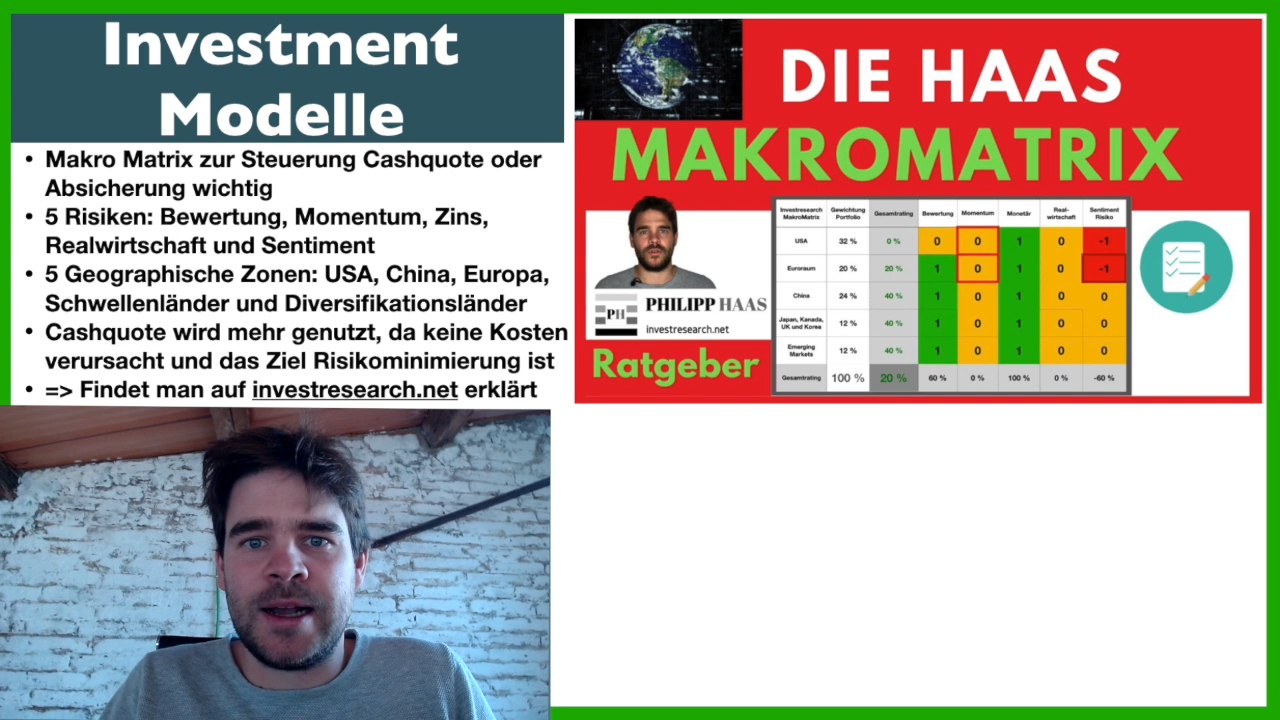 Investment
Modelle
• Makro Matrix zur Steuerung Cashquote oder
Absicherung wichtig
• 5 Risiken: Bewertung, Momentum, Zins,
Realwirtschaft und Sentiment
• 5 Geographische Zonen: USA, China, Europa,
Schwellenländer und Diversifikationsländer
• Cashquote wird mehr genutzt, da keine Kosten
verursacht und das Ziel Risikominimierung ist
• => Findet man auf investresearch.net erklärt
DIE HAAS
MAKROMATRIX
PH
PHILIPP HAAS
investresearch.net
Ratgeber
Investresearch MakroMatrix Gewichtung Portfolio Gesamtrating Bewertung Momentum Monetär Real-wirtschaft Sentiment Risiko
USA 32 % 0 % 0 0 1 0 -1
Euroraum 20 % 20 % 1 0 1 0 -1
China 24 % 40 % 1 0 1 0 0
Japan, Kanada, UK und Korea 12 % 40 % 1 0 1 0 0
Emerging Markets 12 % 40 % 1 0 1 0 0
Gesamtrating 100 % 20 % 60 % 0 % 100 % 0 % -60 %